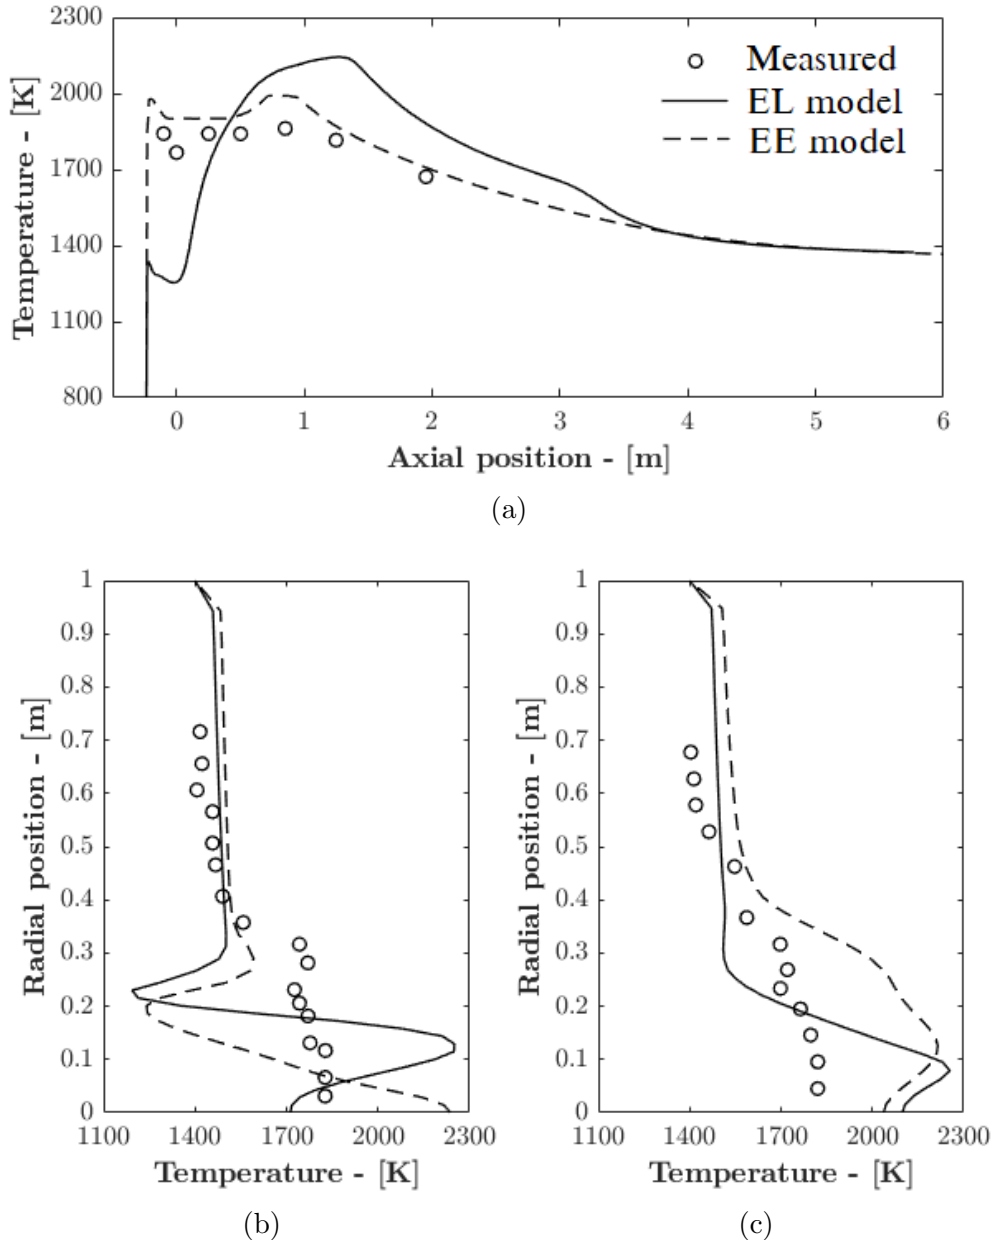 2300
2000
1700
1400
1100
800
Temperature - [K]
Measured
EL model
EE model
0 1 2 3 4 5 6
Axial position - [m]
(a)
1
0.9
0.8
0.7
0.6
0.5
0.4
0.3
0.2
0.1
0
Radial position - [m]
1100 1400 1700 2000 2300
Temperature - [K]
(b)
1
0.9
0.8
0.7
0.6
0.5
0.4
0.3
0.2
0.1
0
Radial position - [m]
1100 1400 1700 2000 2300
Temperature - [K]
(c)